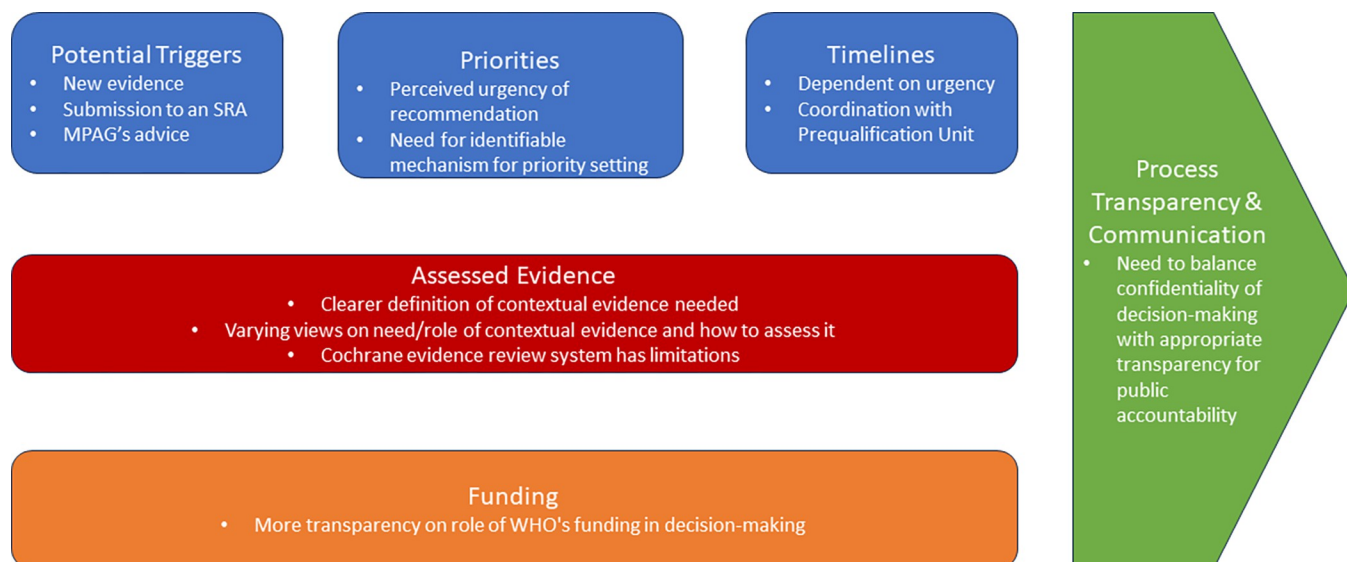 Potential Triggers
• New evidence
• Submission to an SRA
• MPAG's advice
Priorities
• Perceived urgency of
recommendation
• Need for identifiable
mechanism for priority setting
Timelines
• Dependent on urgency
• Coordination with
Prequalification Unit
Assessed Evidence
• Clearer definition of contextual evidence needed
• Varying views on need/role of contextual evidence and how to assess it
• Cochrane evidence review system has limitations
Funding
• More transparency on role of WHO's funding in decision-making
Process
Transparency &
Communication
• Need to balance
confidentiality of
decision-making
with appropriate
transparency for
public
accountability